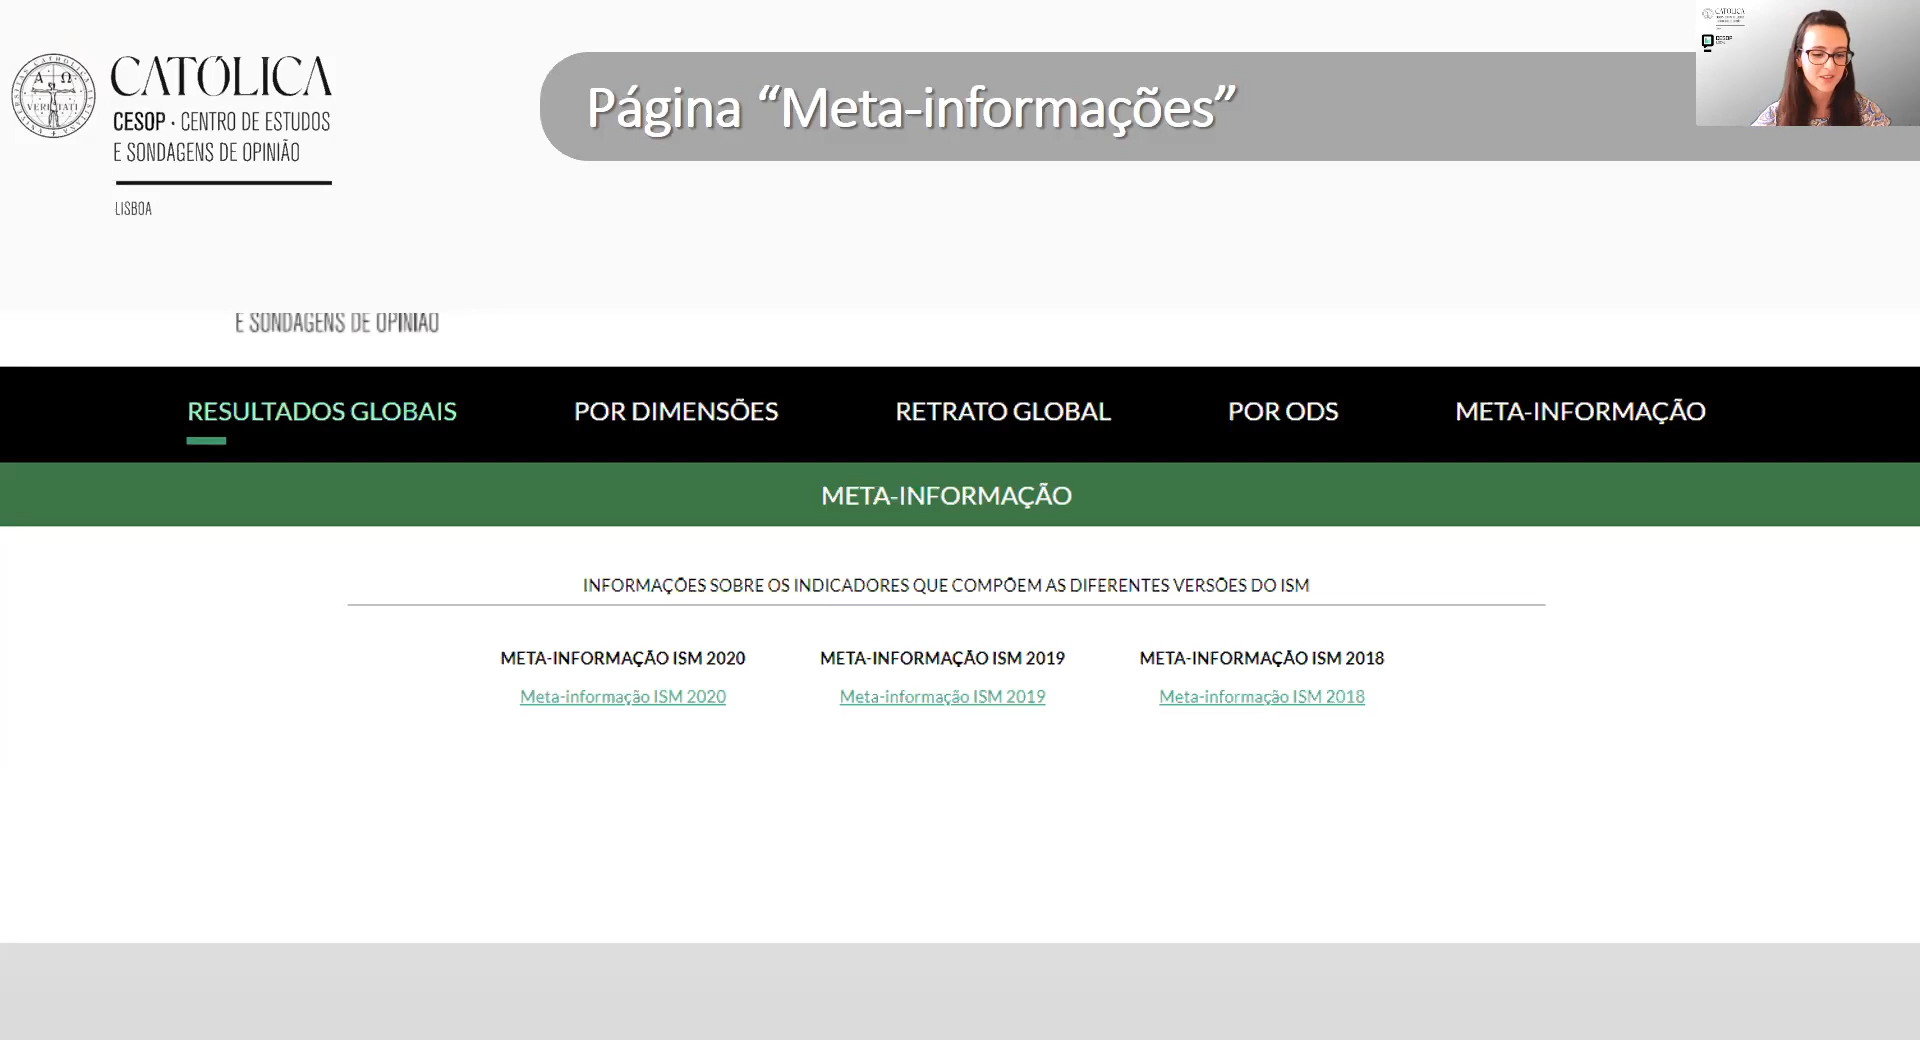 CATÓLICA
CESOP · CENTRO DE ESTUDOS
E SONDAGENS DE OPINIÃO
LISBOA
Página “Meta-informações”
CATÓLICA
CESOP
E SONDAGENS DE OPINIÃO
RESULTADOS GLOBAIS
POR DIMENSÕES
RETRATO GLOBAL
POR ODS
META-INFORMAÇÃO
META-INFORMAÇÃO
INFORMAÇÕES SOBRE OS INDICADORES QUE COMPÕEM AS DIFERENTES VERSÕES DO ISM
META-INFORMAÇÃO ISM 2020
META-INFORMAÇÃO ISM 2019
META-INFORMAÇÃO ISM 2018
Meta-informação ISM 2020
Meta-informação ISM 2019
Meta-informação ISM 2018